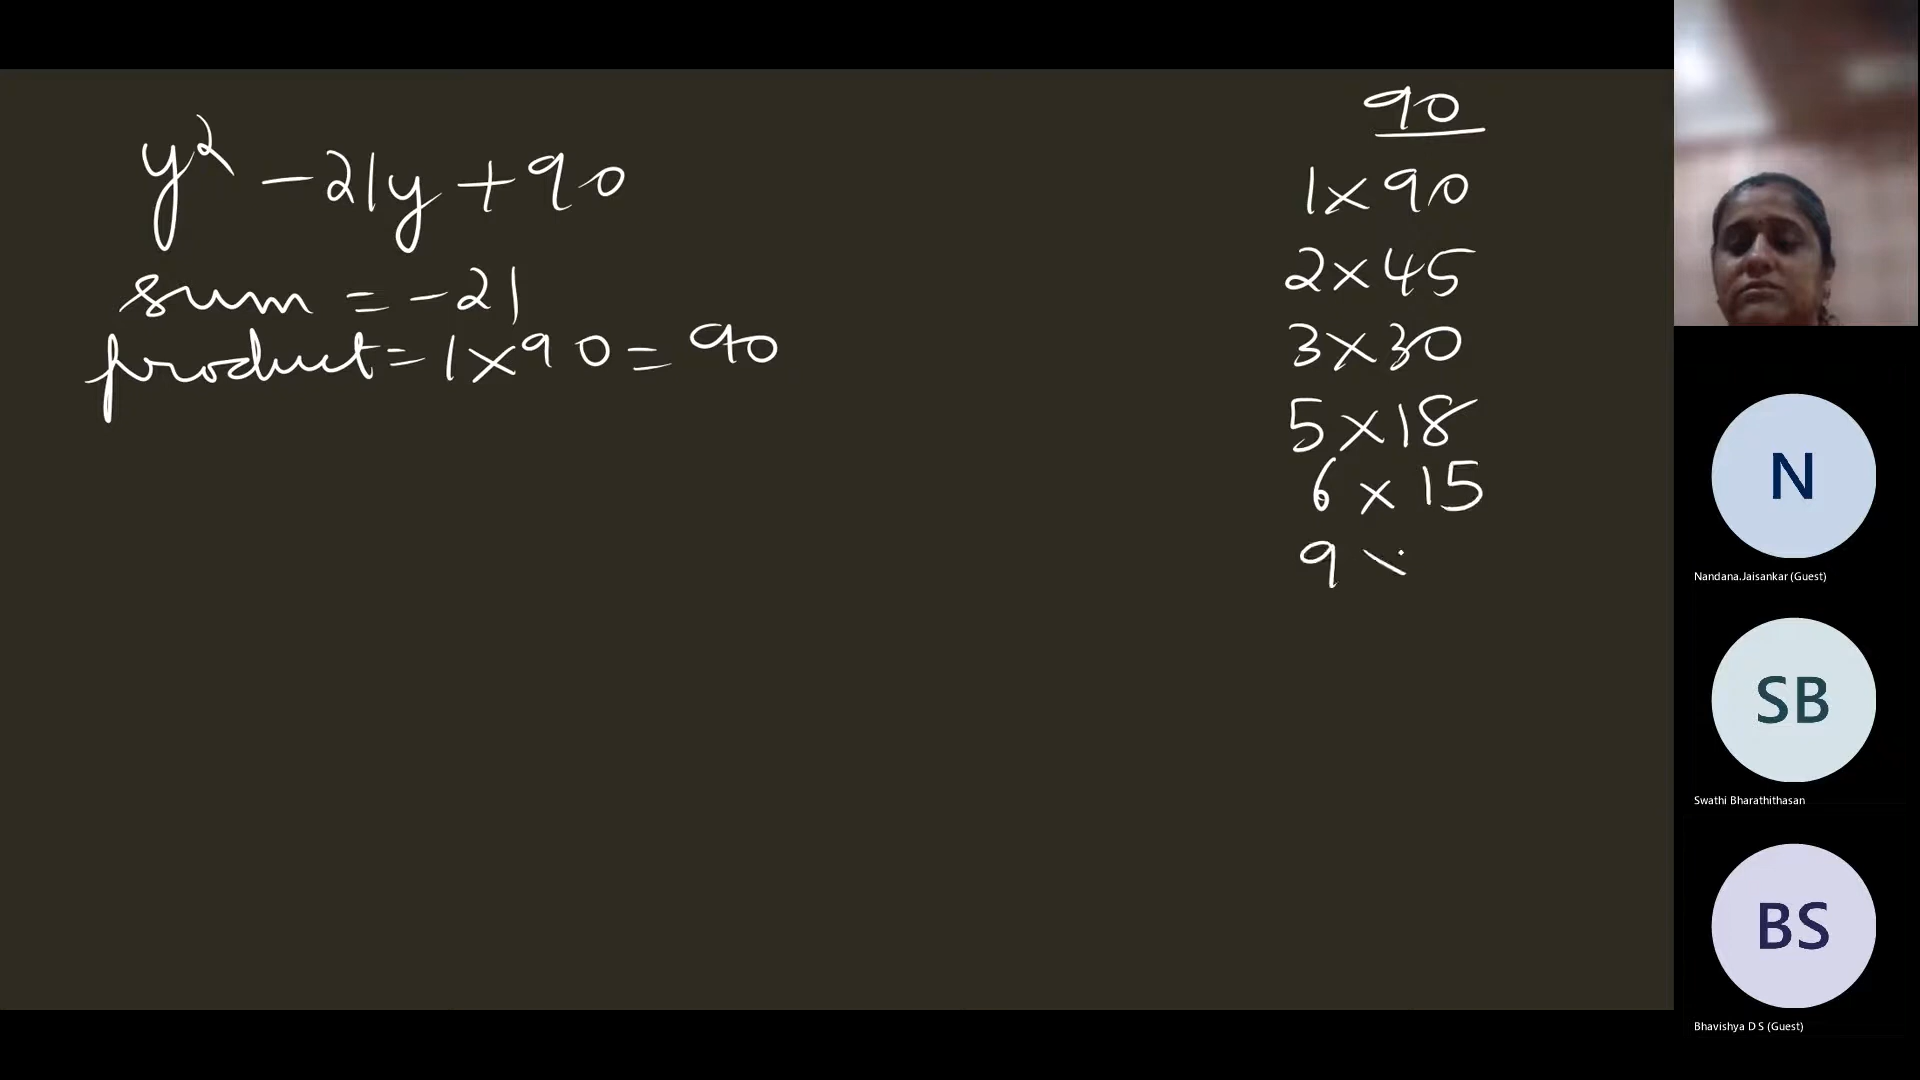 y² - 21y + 90
sum = -21
product = 1 x 90 = 90
90
1 x 90
2 x 45
3 x 30
5 x 18
6 x 15
9 \
N
Nandana.Jaisankar (Guest)
SB
Swathi Bharathithasan
BS
Bhavishya D S (Guest)